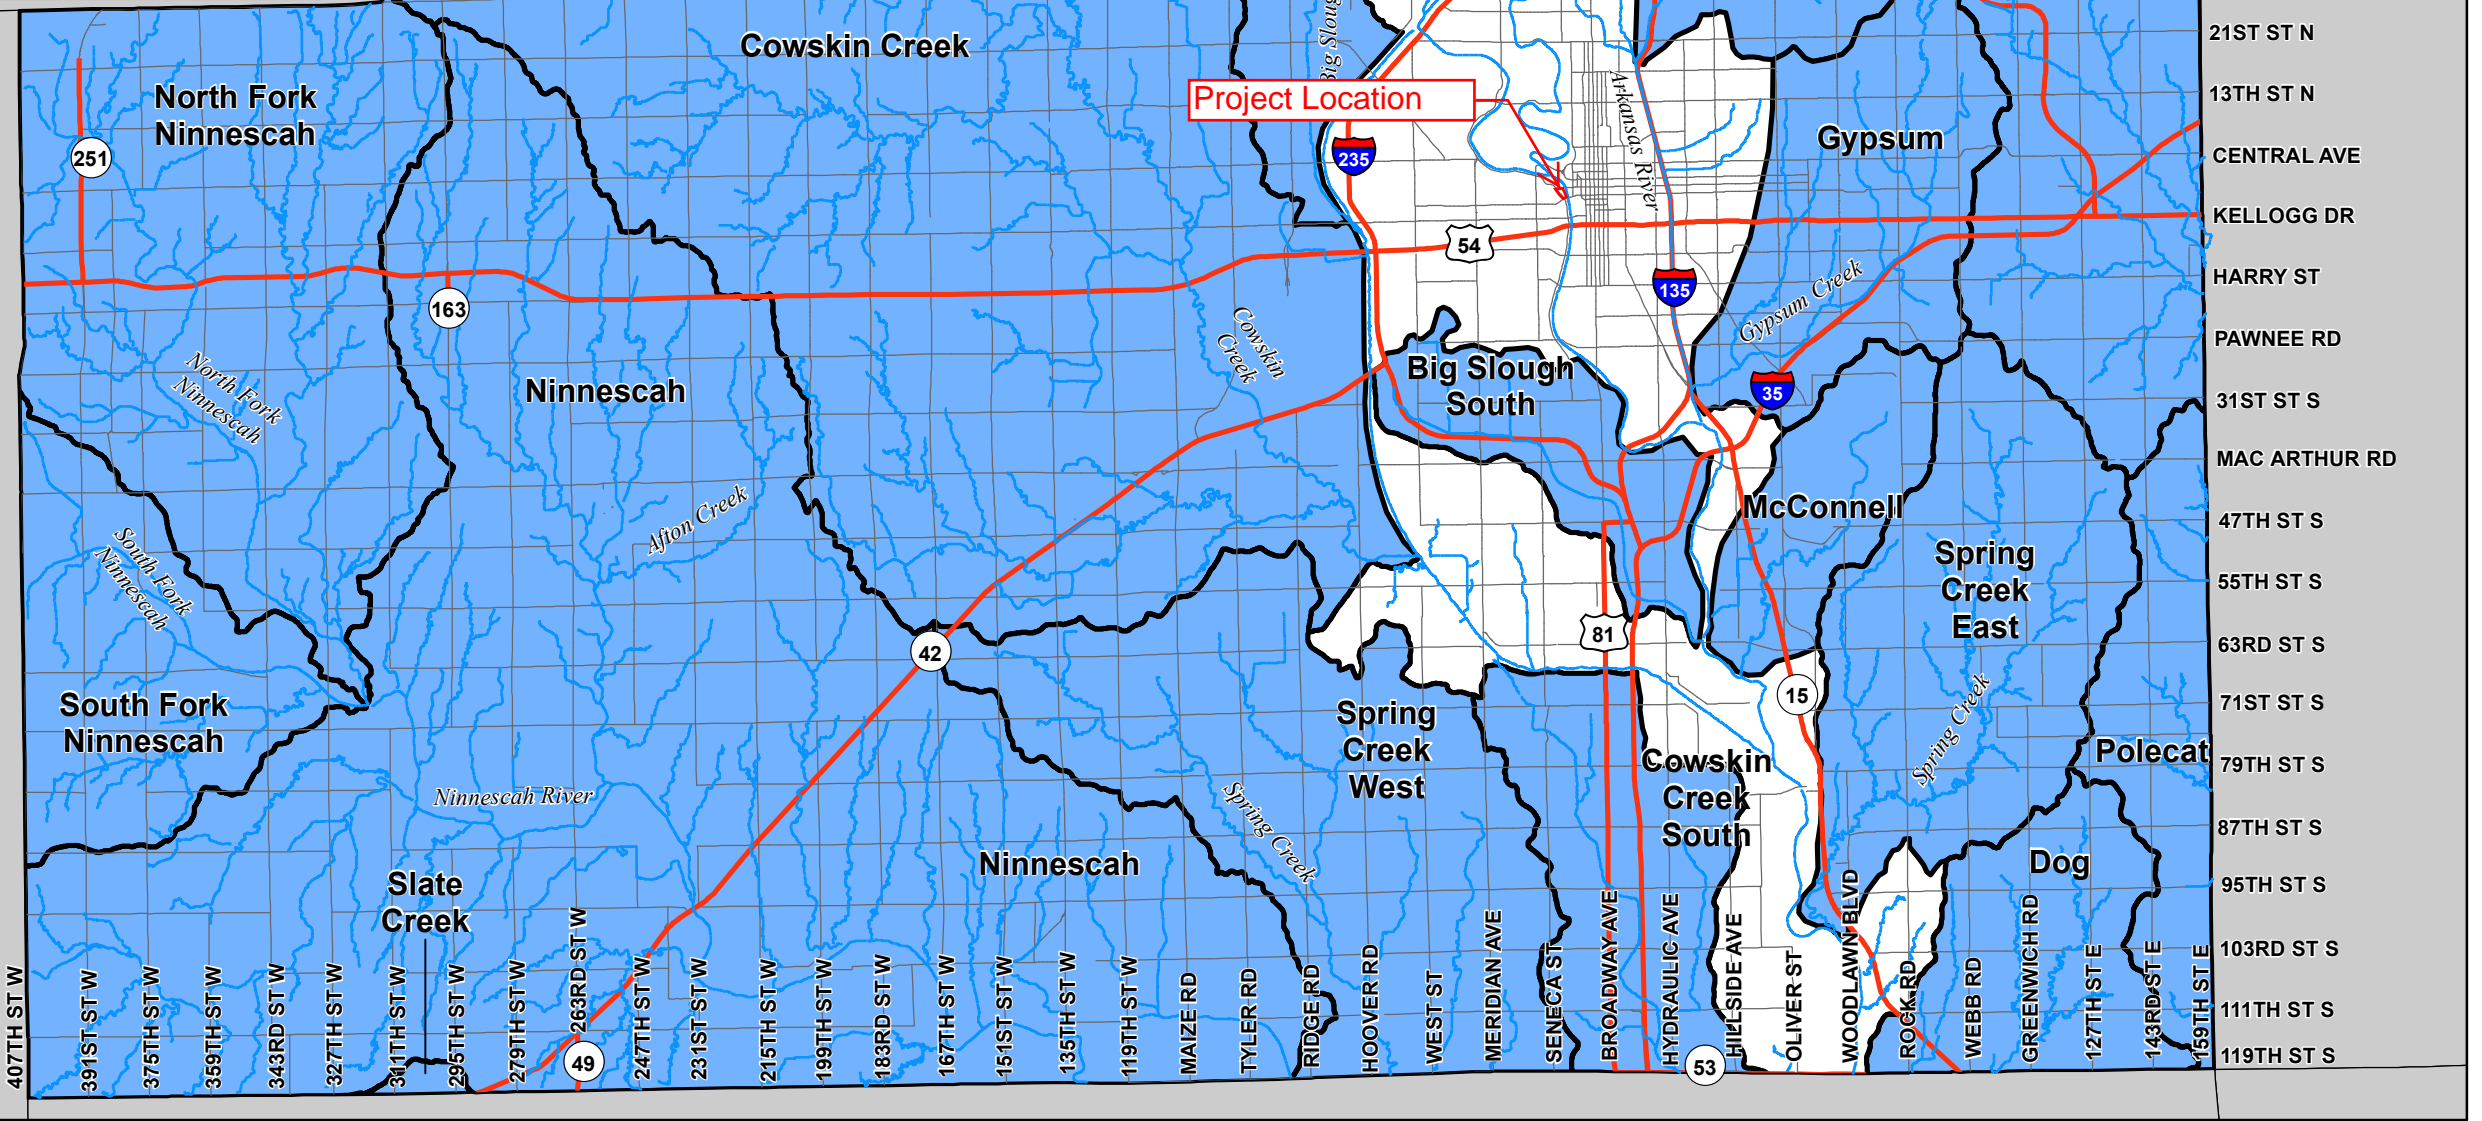 Cowskin Creek
North Fork
Ninnescah
Big Sloug
Project Location
Arkansas River
Gypsum
251
235
54
163
135
35
Gypsum Creek
Cowskin
Creek
North Fork
Ninnescah
Ninnescah
Big Slough
South
Afton Creek
McConnell
South Fork
Ninnescah
Spring
Creek
East
81
42
15
South Fork
Ninnescah
Spring
Creek
West
Spring Creek
Polecat
Cowskin
Creek
South
Ninnescah River
Spring Creek
Ninnescah
Dog
Slate
Creek
49
53
21ST ST N
13TH ST N
CENTRAL AVE
KELLOGG DR
HARRY ST
PAWNEE RD
31ST ST S
MAC ARTHUR RD
47TH ST S
55TH ST S
63RD ST S
71ST ST S
79TH ST S
87TH ST S
95TH ST S
103RD ST S
111TH ST S
119TH ST S
407TH ST W
391ST ST W
375TH ST W
359TH ST W
343RD ST W
327TH ST W
311TH ST W
295TH ST W
279TH ST W
263RD ST W
247TH ST W
231ST ST W
215TH ST W
199TH ST W
183RD ST W
167TH ST W
151ST ST W
135TH ST W
119TH ST W
MAIZE RD
TYLER RD
RIDGE RD
HOOVER RD
WEST ST
MERIDIAN AVE
SENECA ST
BROADWAY AVE
HYDRAULIC AVE
HILLSIDE AVE
OLIVER ST
WOODLAWN BLVD
ROCK RD
WEBB RD
GREENWICH RD
127TH ST E
143RD ST E
159TH ST E